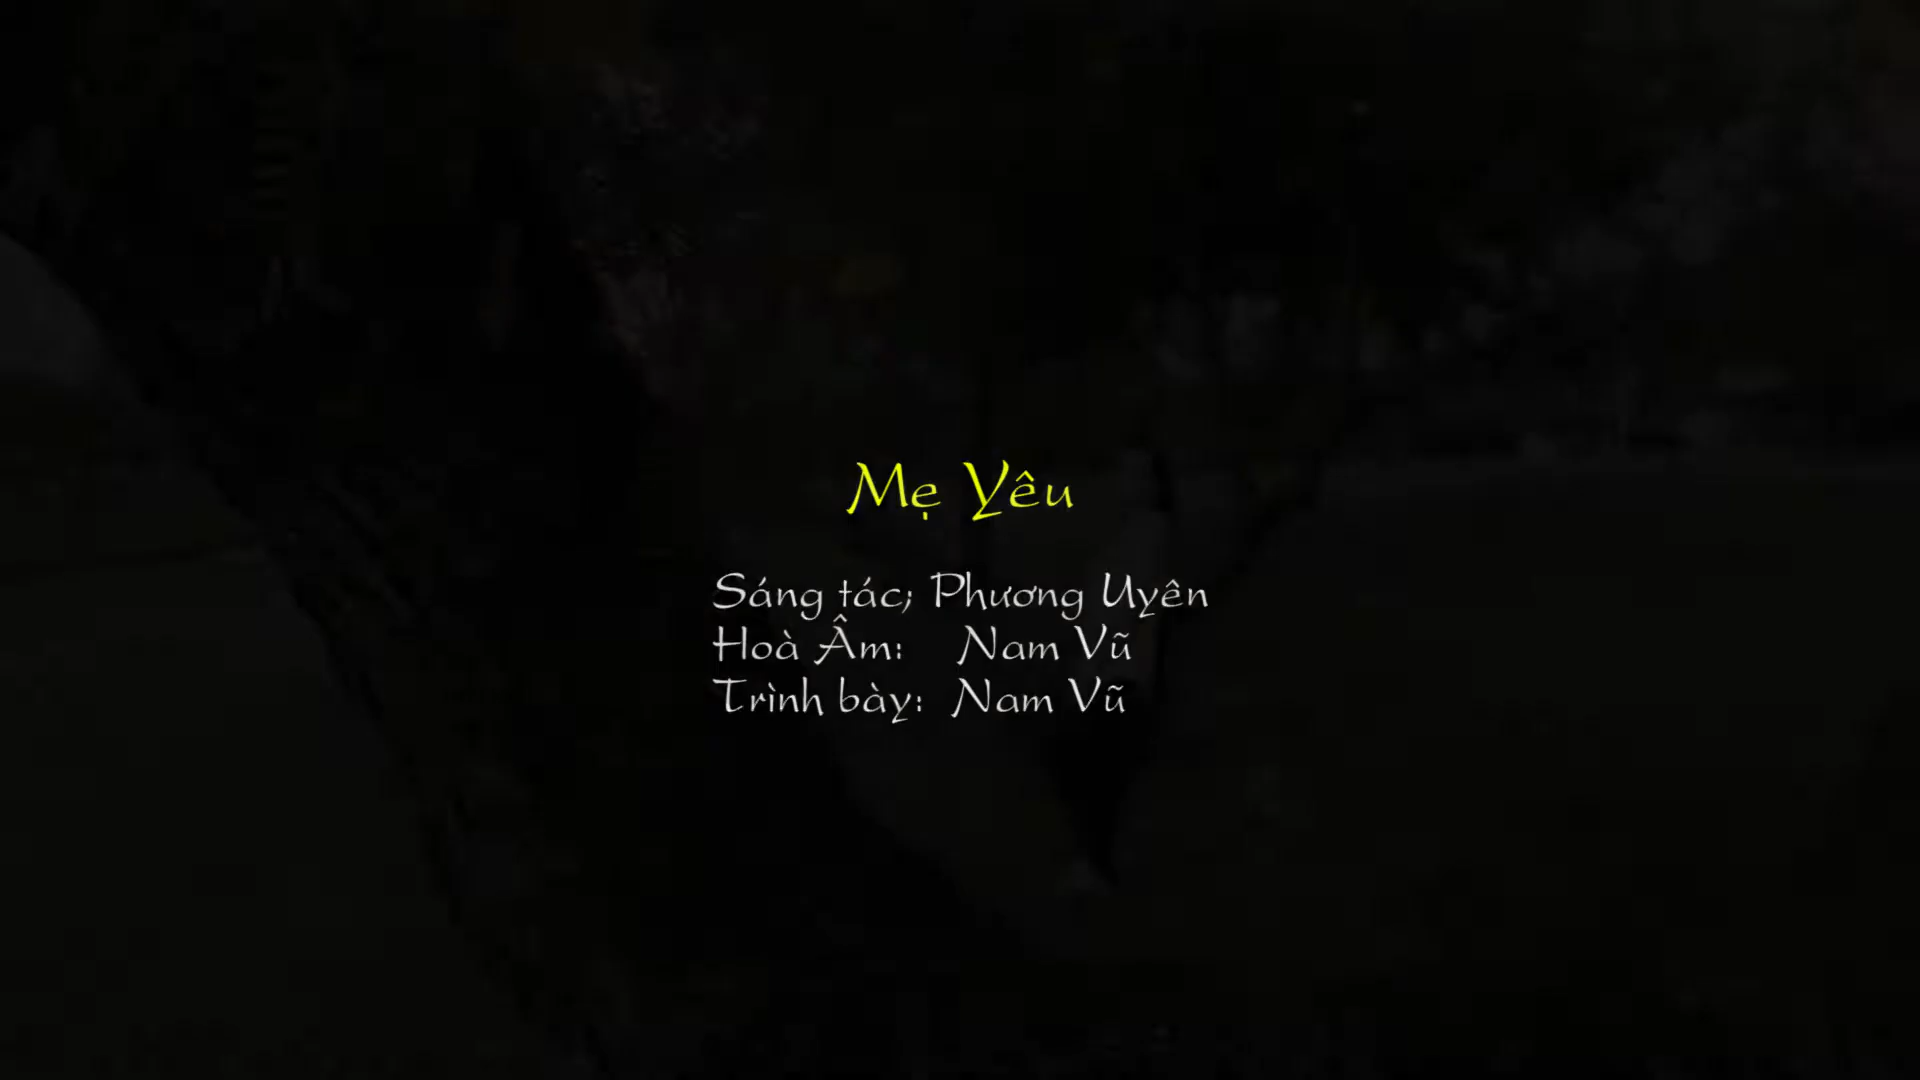 Mẹ Yêu
Sáng tác; Phương Uyên
Hoà Âm: Nam Vũ
Trình bày: Nam Vũ